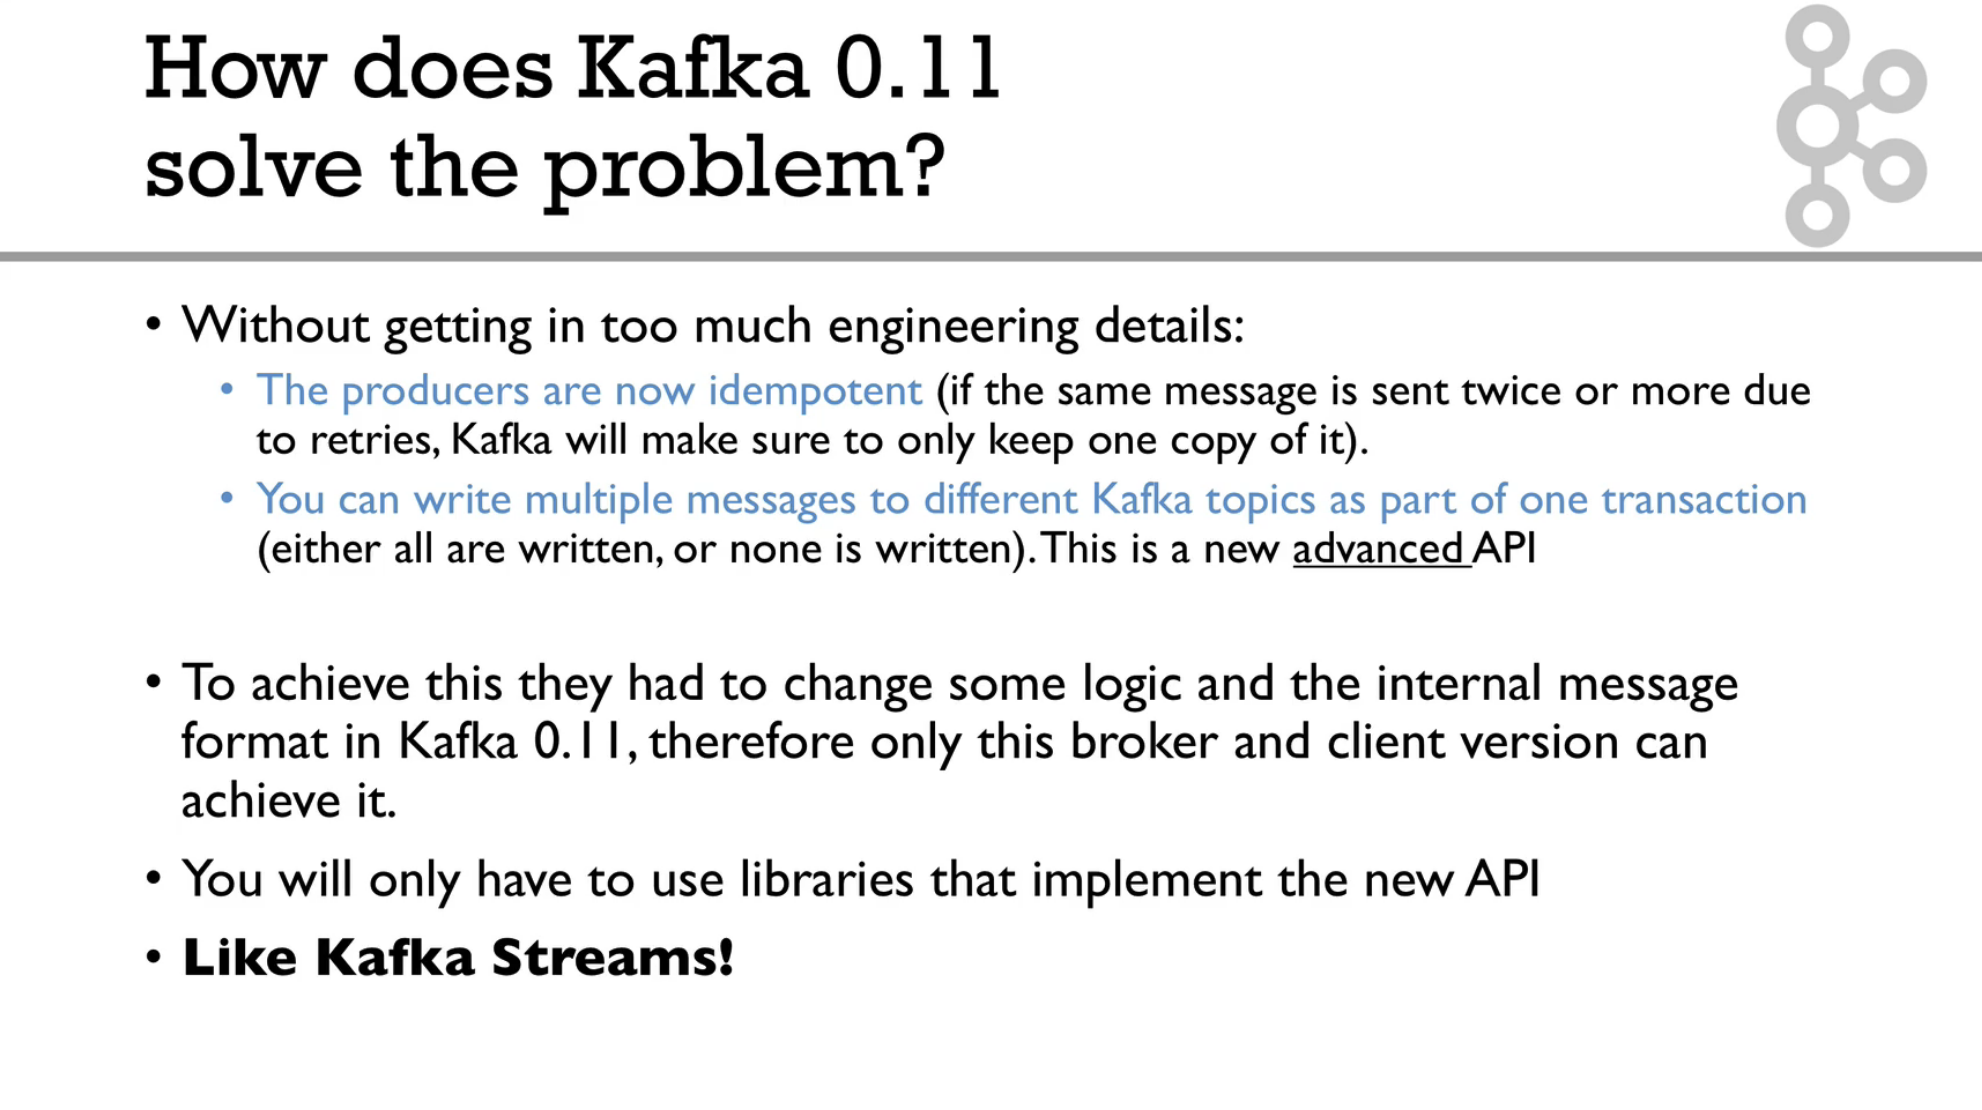 How does Kafka 0.11
solve the problem?
• Without getting in too much engineering details:
• The producers are now idempotent (if the same message is sent twice or more due
to retries, Kafka will make sure to only keep one copy of it).
• You can write multiple messages to different Kafka topics as part of one transaction
(either all are written, or none is written). This is a new advanced API
• To achieve this they had to change some logic and the internal message
format in Kafka 0.11, therefore only this broker and client version can
achieve it.
• You will only have to use libraries that implement the new API
• Like Kafka Streams!